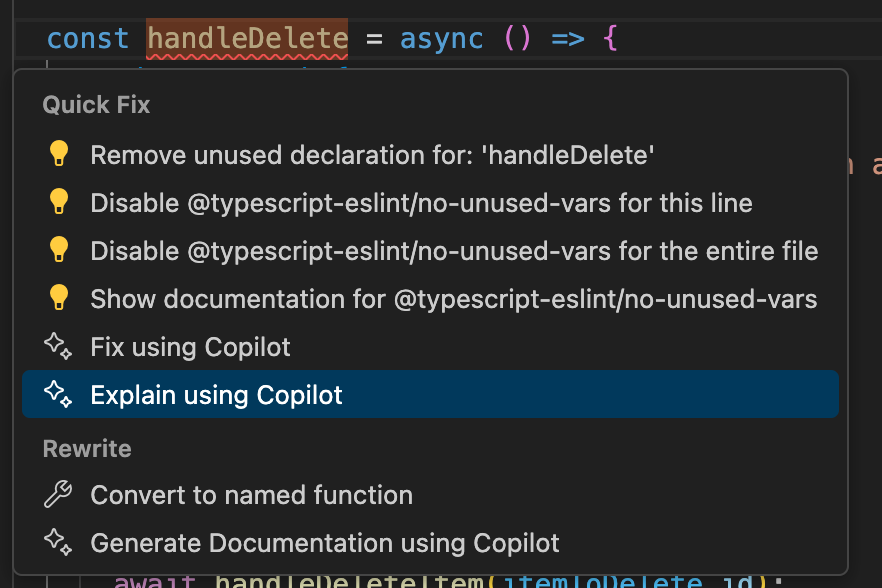 const handleDelete = async () => {
Quick Fix
Remove unused declaration for: 'handleDelete'
Disable @typescript-eslint/no-unused-vars for this line
Disable @typescript-eslint/no-unused-vars for the entire file
Show documentation for @typescript-eslint/no-unused-vars
Fix using Copilot
Explain using Copilot
Rewrite
Convert to named function
Generate Documentation using Copilot
await handleDeleteItem(itemToDelete.id);